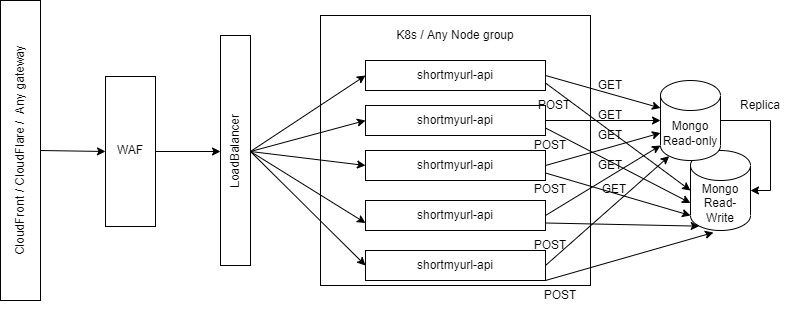 CloudFront / CloudFlare / Any gateway
WAF
LoadBalancer
K8s / Any Node group
shortmyurl-api
shortmyurl-api
shortmyurl-api
shortmyurl-api
shortmyurl-api
GET
POST
GET
GET
POST
GET
POST
GET
POST
POST
Mongo
Read-only
Replica
Mongo
Read-
Write